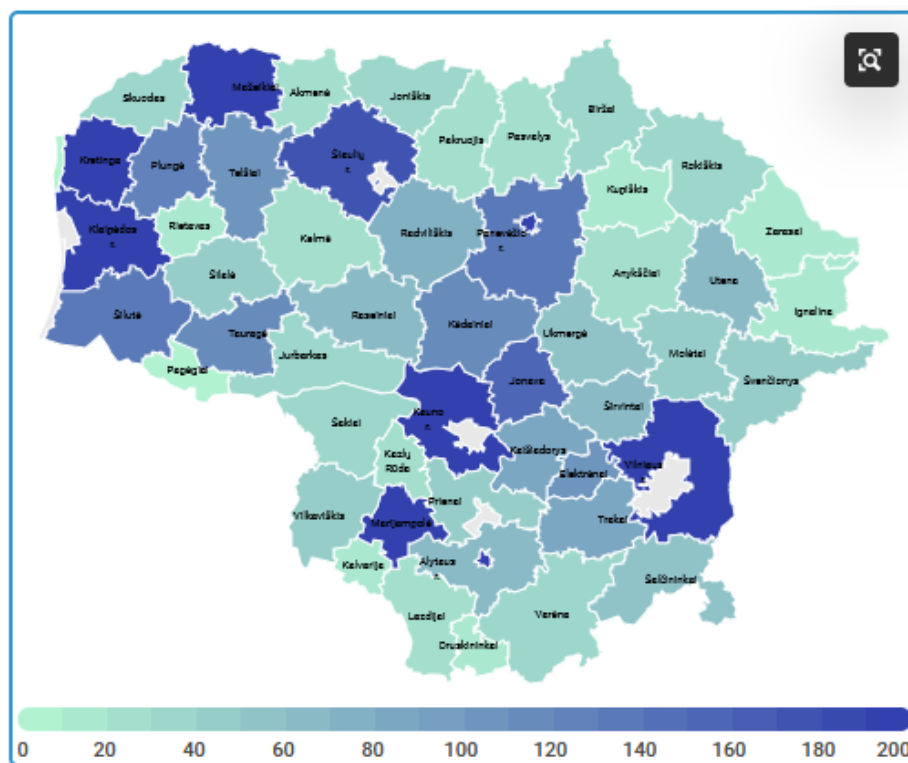 Mažeikiai
Akmenė
Skuodas
Joniškis
Biržai
Pakruojis
Pasvalys
Kretinga
Plungė
Telšiai
Šiaulių
r.
Rokiškis
Kupiškis
Rietavas
Klaipėdos
r.
Kelmė
Radviliškis
Panevėžio
r.
Zarasai
Šilalė
Anykščiai
Utena
Ignalina
Šilutė
Tauragė
Raseiniai
Kėdainiai
Ukmergė
Molėtai
Jurbarkas
Pagėgiai
Jonava
Švenčionys
Širvintai
Kauno
r.
Šakiai
Kaišiadorys
Vilniaus
r.
Kazlų
Rūda
Elektrėnai
Prienai
Vilkaviškis
Marijampolė
Trakai
Kalvarija
Alytaus
r.
Šalčininkai
Lazdijai
Varėna
Druskininkai
0 20 40 60 80 100 120 140 160 180 200